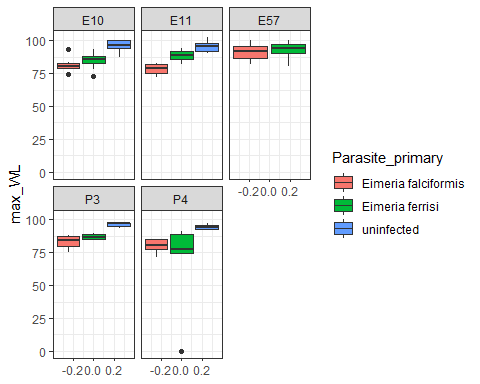 E10 E11 E57
100
75
50
25
0
-0.20.0 0.2
P3 P4
100
75
50
25
0
-0.20.0 0.2 -0.20.0 0.2
max_WL
Parasite_primary
Eimeria falciformis
Eimeria ferrisi
uninfected